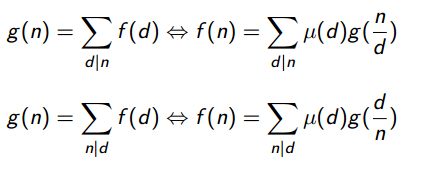 g(n) = ∑_{d|n} f(d) ⇔ f(n) = ∑_{d|n} μ(d)g(n/d)
g(n) = ∑_{n|d} f(d) ⇔ f(n) = ∑_{n|d} μ(d)g(d/n)